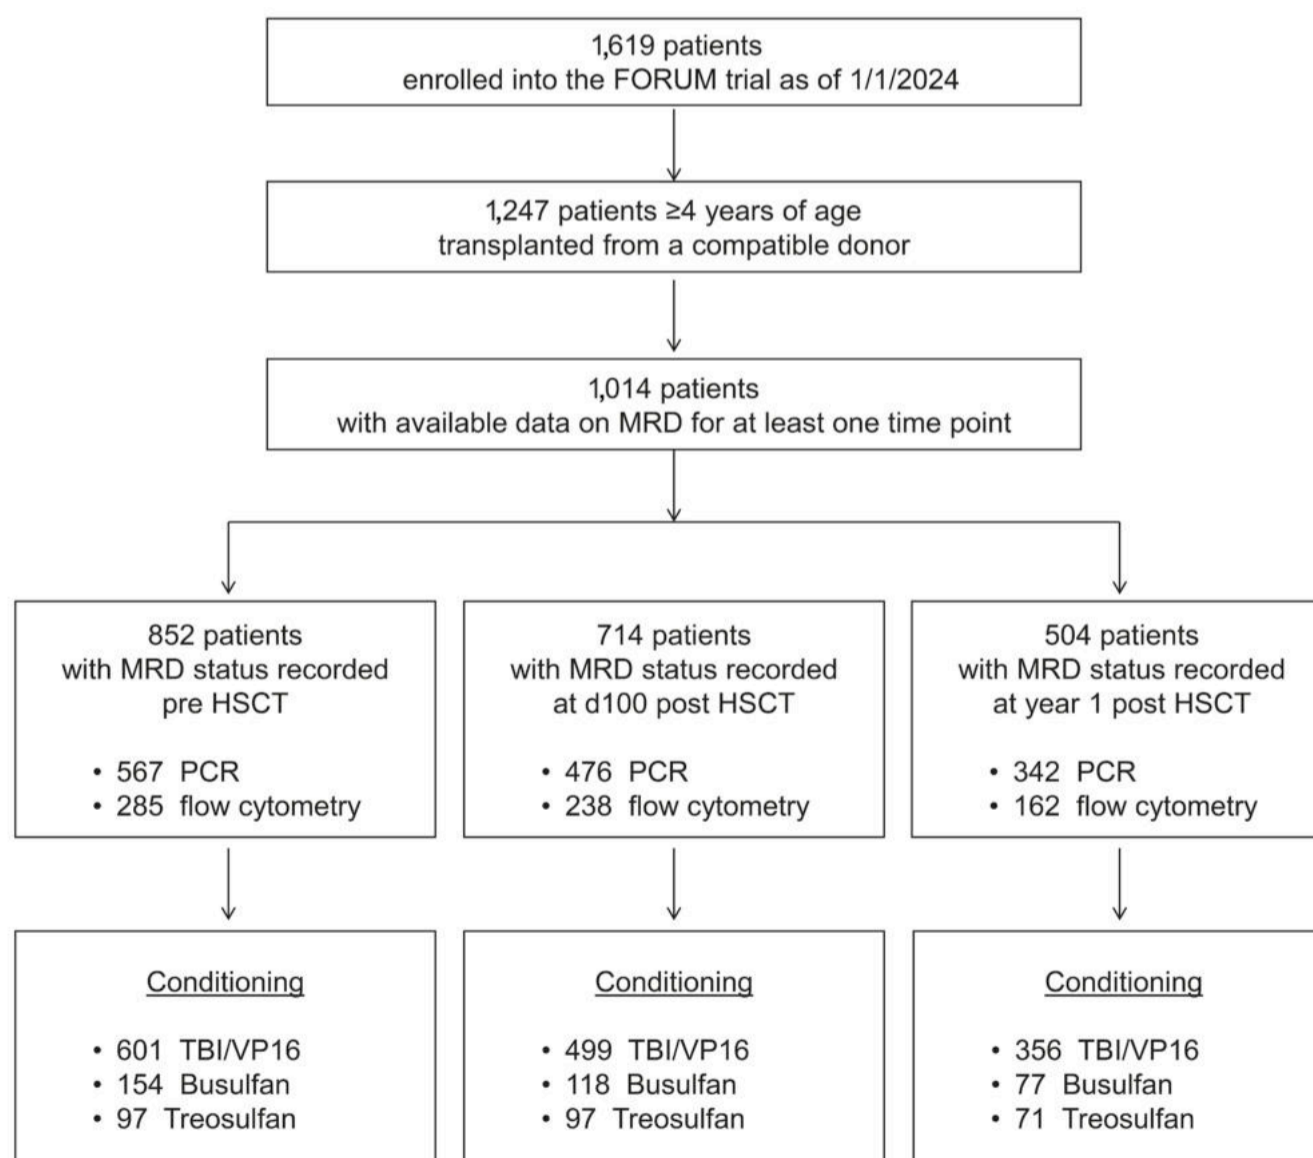 1,619 patients
enrolled into the FORUM trial as of 1/1/2024
1,247 patients ≥4 years of age
transplanted from a compatible donor
1,014 patients
with available data on MRD for at least one time point
852 patients
with MRD status recorded
pre HSCT
• 567 PCR
• 285 flow cytometry
714 patients
with MRD status recorded
at d100 post HSCT
• 476 PCR
• 238 flow cytometry
504 patients
with MRD status recorded
at year 1 post HSCT
• 342 PCR
• 162 flow cytometry
Conditioning
• 601 TBI/VP16
• 154 Busulfan
• 97 Treosulfan
Conditioning
• 499 TBI/VP16
• 118 Busulfan
• 97 Treosulfan
Conditioning
• 356 TBI/VP16
• 77 Busulfan
• 71 Treosulfan